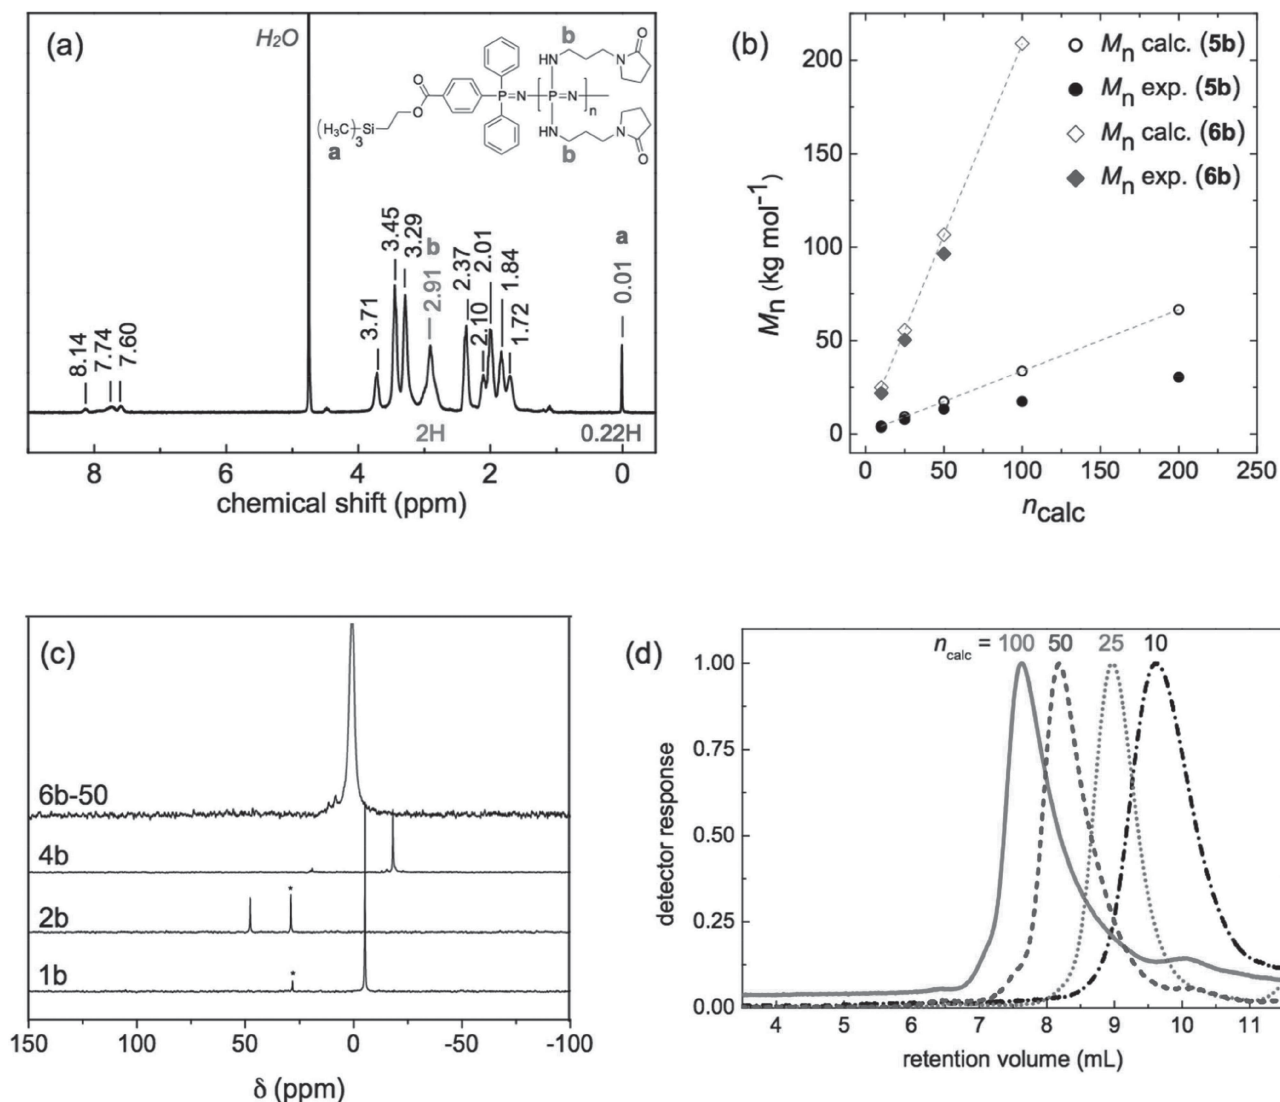 (a)
H₂O
b
O
HN
N
O
P=N
P=N
n
O
(H₃C)₃Si
a
HN
N
O
b
8.14
7.74
7.60
3.71
3.45
3.29
b
2.91
2.37
2.10
2.01
1.84
1.72
a
0.01
2H
0.22H
8 6 4 2 0
chemical shift (ppm)
(b)
Mn calc. (5b)
Mn exp. (5b)
Mn calc. (6b)
Mn exp. (6b)
200
150
100
50
0
Mn (kg mol⁻¹)
0 50 100 150 200 250
ncalc
(c)
6b-50
4b
*
2b
*
1b
150 100 50 0 -50 -100
δ (ppm)
(d)
ncalc = 100 50 25 10
1.00
0.75
0.50
0.25
0.00
detector response
4 5 6 7 8 9 10 11
retention volume (mL)